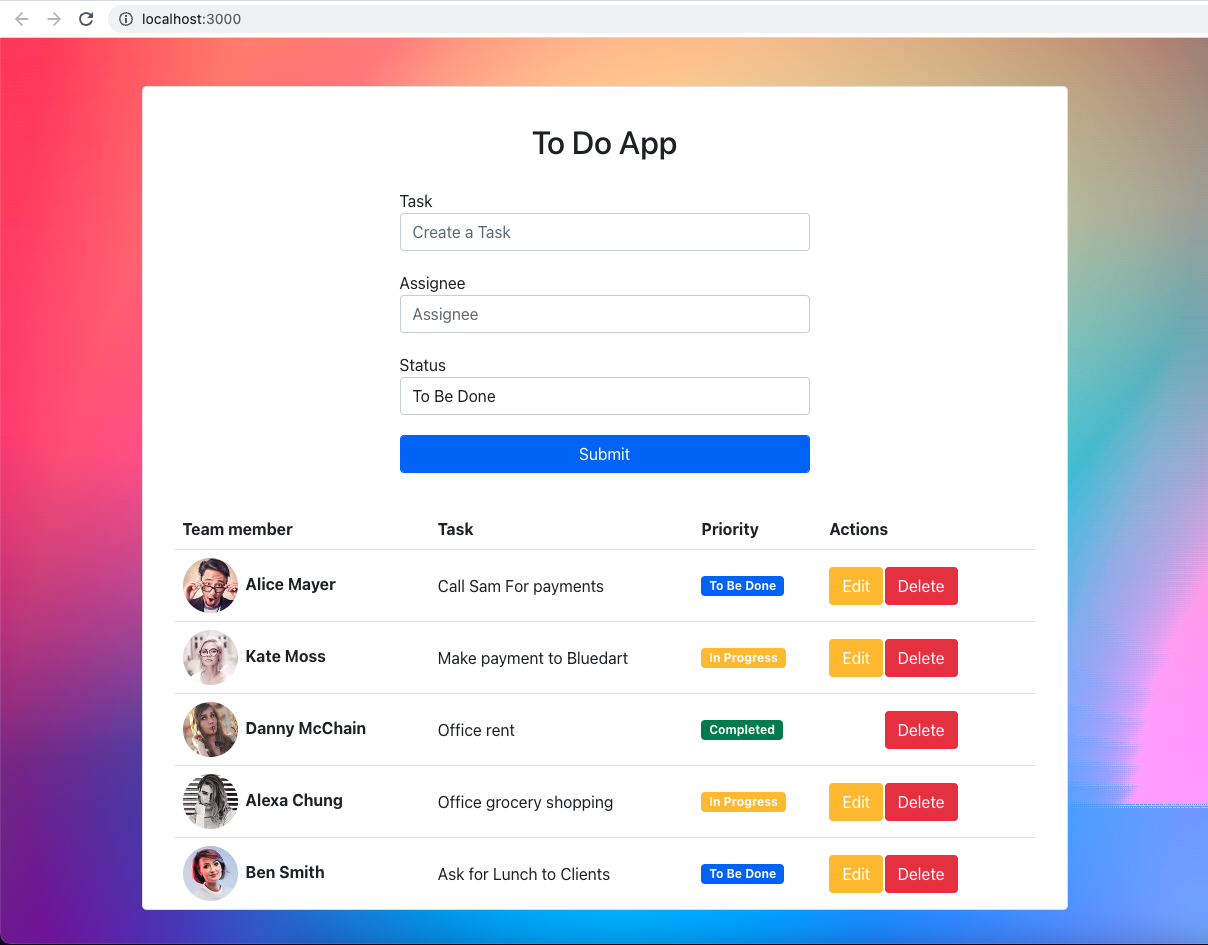 localhost:3000
To Do App
Task
Create a Task
Assignee
Assignee
Status
To Be Done
Submit
Team member Task Priority Actions
Alice Mayer Call Sam For payments To Be Done Edit Delete
Kate Moss Make payment to Bluedart In Progress Edit Delete
Danny McChain Office rent Completed Delete
Alexa Chung Office grocery shopping In Progress Edit Delete
Ben Smith Ask for Lunch to Clients To Be Done Edit Delete